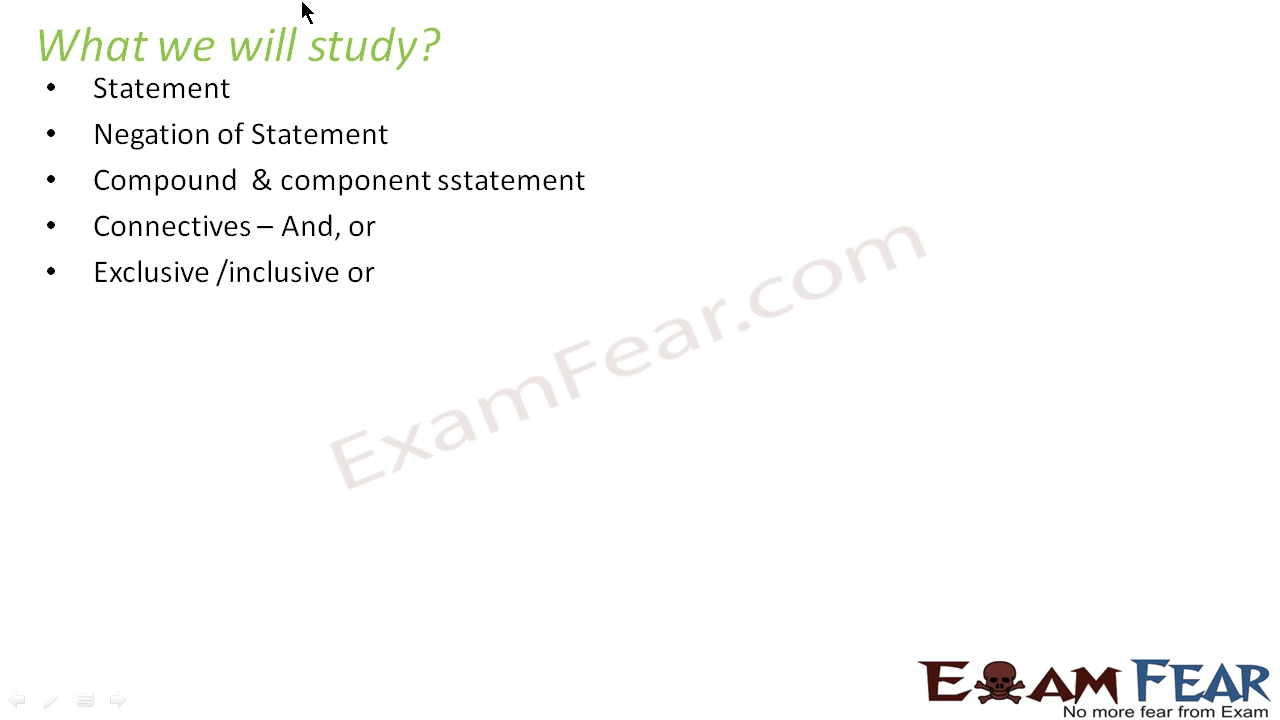 What we will study?
• Statement
• Negation of Statement
• Compound & component sstatement
• Connectives – And, or
• Exclusive /inclusive or
ExamFear.com
EXAM FEAR
No more fear from Exam